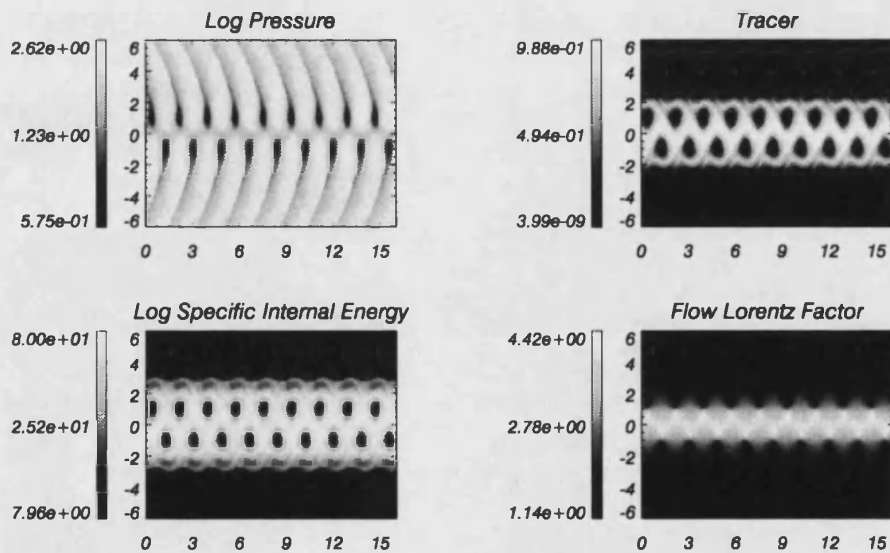 Log Pressure
2.62e+00
1.23e+00
5.75e-01
6
4
2
0
-2
-4
-6
0 3 6 9 12 15
Tracer
9.88e-01
4.94e-01
3.99e-09
6
4
2
0
-2
-4
-6
0 3 6 9 12 15
Log Specific Internal Energy
8.00e+01
2.52e+01
7.96e+00
6
4
2
0
-2
-4
-6
0 3 6 9 12 15
Flow Lorentz Factor
4.42e+00
2.78e+00
1.14e+00
6
4
2
0
-2
-4
-6
0 3 6 9 12 15